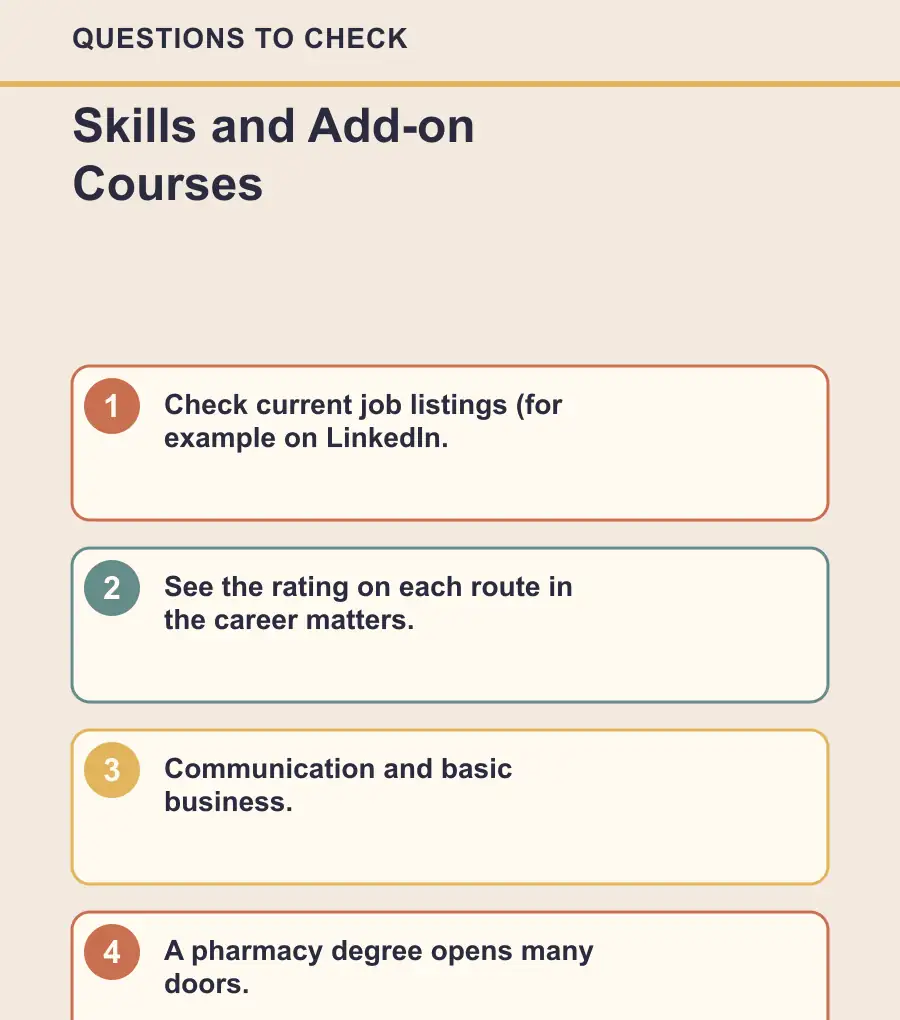 QUESTIONS TO CHECK
Skills and Add-on
Courses
1
Check current job listings (for
example on LinkedIn.
2
See the rating on each route in
the career matters.
3
Communication and basic
business.
4
A pharmacy degree opens many
doors.